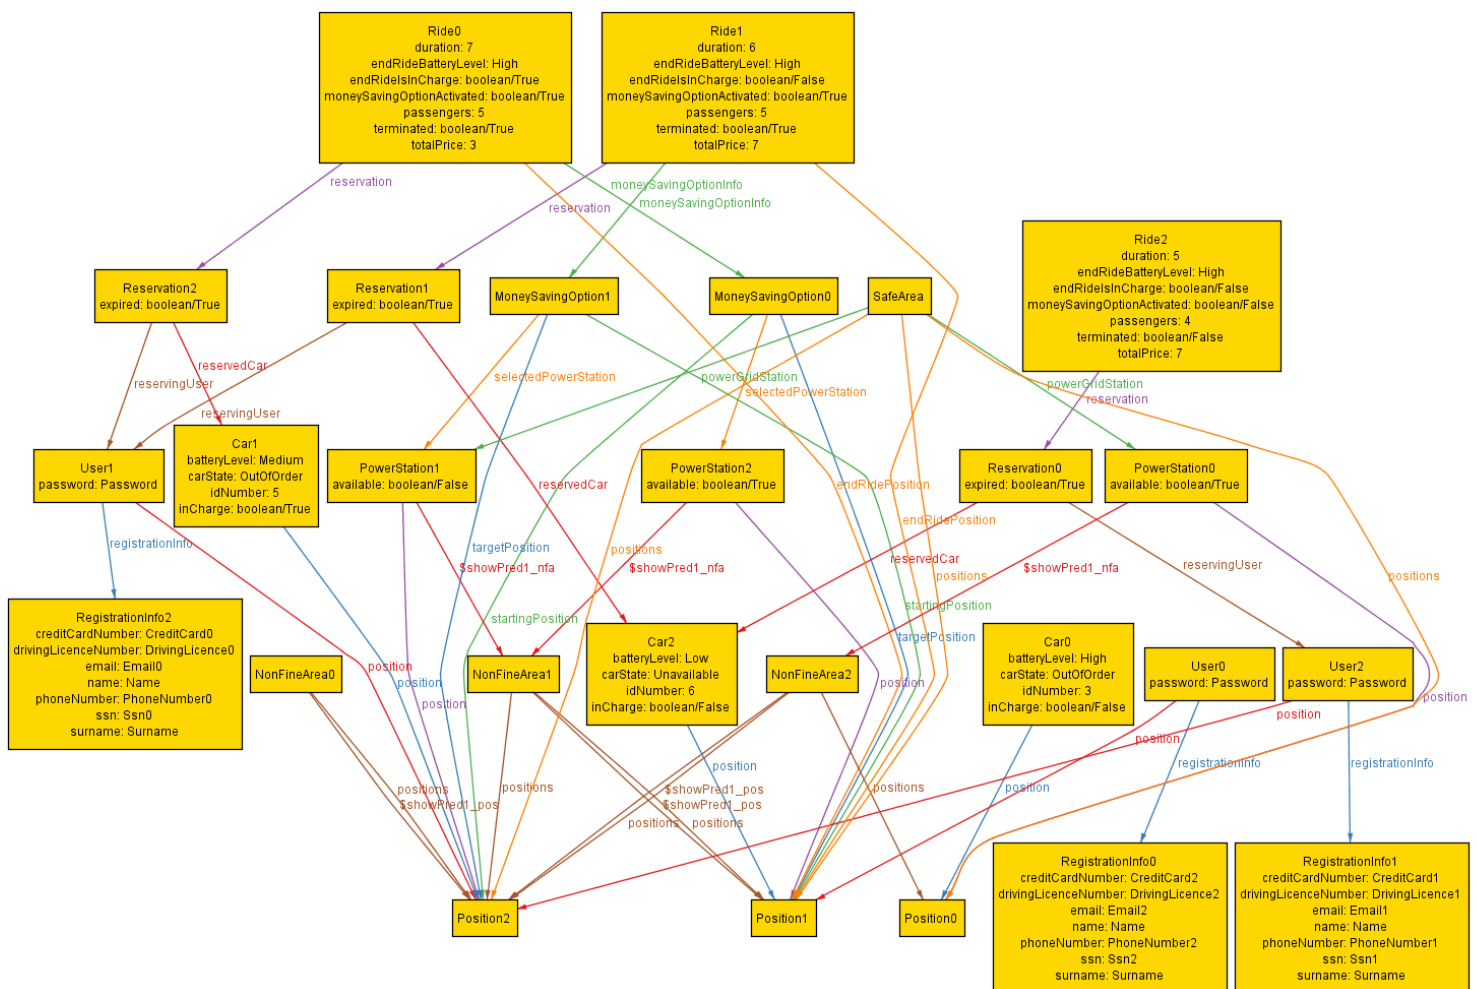 Ride0
duration: 7
endRideBatteryLevel: High
endRideIsInCharge: boolean/True
moneySavingOptionActivated: boolean/True
passengers: 5
terminated: boolean/True
totalPrice: 3
Ride1
duration: 6
endRideBatteryLevel: High
endRideIsInCharge: boolean/False
moneySavingOptionActivated: boolean/True
passengers: 5
terminated: boolean/True
totalPrice: 7
reservation
moneySavingOptionInfo
moneySavingOptionInfo
reservation
Ride2
duration: 5
endRideBatteryLevel: High
endRideIsInCharge: boolean/False
moneySavingOptionActivated: boolean/False
passengers: 4
terminated: boolean/False
totalPrice: 7
Reservation2
expired: boolean/True
Reservation1
expired: boolean/True
MoneySavingOption1
MoneySavingOption0
SafeArea
reservedCar
reservingUser
selectedPowerStation
powerGridStation
selectedPowerStation
powerGridStation
reservation
reservingUser
User1
password: Password
Car1
batteryLevel: Medium
carState: OutOfOrder
idNumber: 5
inCharge: boolean/True
PowerStation1
available: boolean/False
PowerStation2
available: boolean/True
Reservation0
expired: boolean/True
PowerStation0
available: boolean/True
reservedCar
endRidePosition
endRidePosition
registrationInfo
targetPosition
positions
reservedCar
$showPred1_nfa
$showPred1_nfa
$showPred1_nfa
reservingUser
positions
positions
RegistrationInfo2
creditCardNumber: CreditCard0
drivingLicenceNumber: DrivingLicence0
email: Email0
name: Name
phoneNumber: PhoneNumber0
ssn: Ssn0
surname: Surname
startingPosition
startingPosition
targetPosition
NonFineArea0
position
position
position
NonFineArea1
Car2
batteryLevel: Low
carState: Unavailable
idNumber: 6
inCharge: boolean/False
NonFineArea2
position
Car0
batteryLevel: High
carState: OutOfOrder
idNumber: 3
inCharge: boolean/False
User0
password: Password
User2
password: Password
position
position
position
registrationInfo
registrationInfo
position
positions
$showPred1_pos
positions
position
$showPred1_pos
$showPred1_pos
positions
positions
positions
Position2
Position1
Position0
RegistrationInfo0
creditCardNumber: CreditCard2
drivingLicenceNumber: DrivingLicence2
email: Email2
name: Name
phoneNumber: PhoneNumber2
ssn: Ssn2
surname: Surname
RegistrationInfo1
creditCardNumber: CreditCard1
drivingLicenceNumber: DrivingLicence1
email: Email1
name: Name
phoneNumber: PhoneNumber1
ssn: Ssn1
surname: Surname